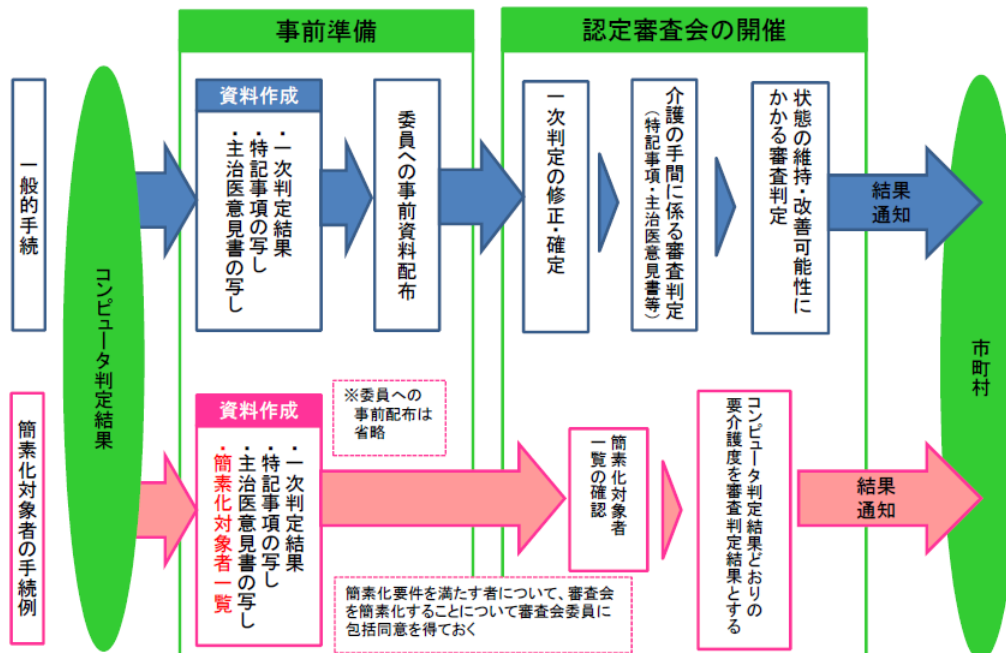 事前準備
認定審査会の開催
一般的手続
コンピュータ判定結果
資料作成
・一次判定結果
・特記事項の写し
・主治医意見書の写し
委員への事前資料配布
一次判定の修正・確定
介護の手間に係る審査判定
（特記事項・主治医意見書等）
状態の維持・改善可能性に
かかる審査判定
結果
通知
市町村
簡素化対象者の手続例
資料作成
・一次判定結果
・特記事項の写し
・主治医意見書の写し
・簡素化対象者一覧
※委員への
事前配布は
省略
簡素化対象者
一覧の確認
コンピュータ判定結果どおりの
要介護度を審査判定結果とする
結果
通知
簡素化要件を満たす者について、審査会
を簡素化することについて審査会委員に
包括同意を得ておく